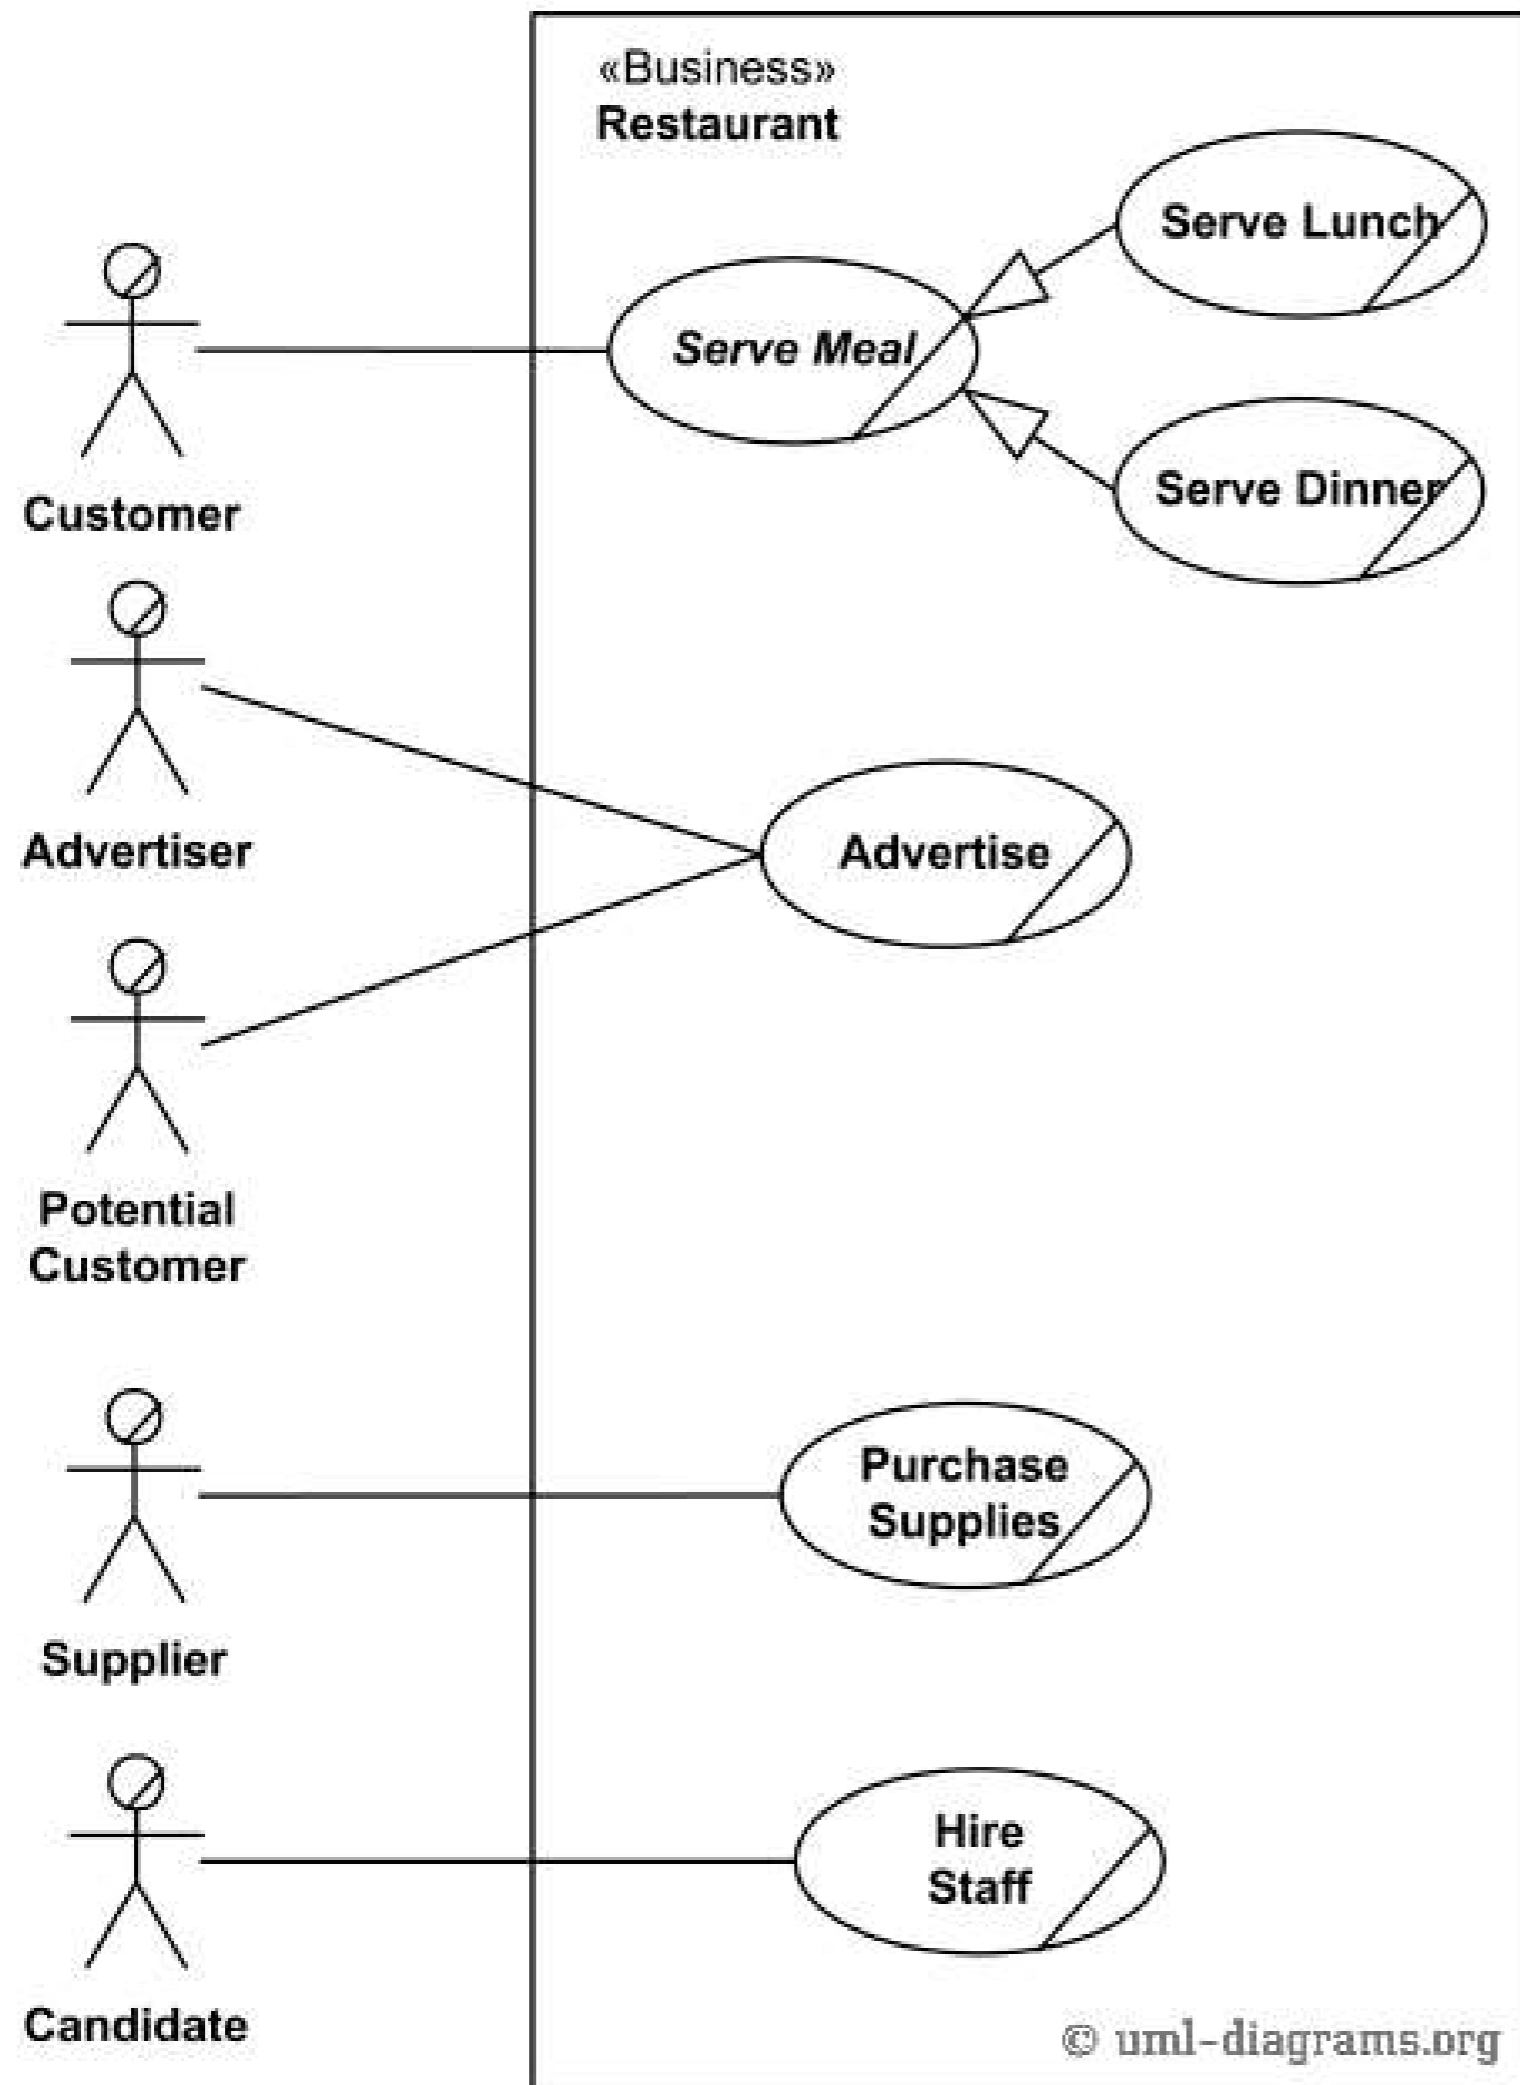 «Business»
Restaurant
Serve Lunch
Serve Meal
Serve Dinner
Customer
Advertiser
Advertise
Potential
Customer
Purchase
Supplies
Supplier
Hire
Staff
Candidate
© uml-diagrams.org